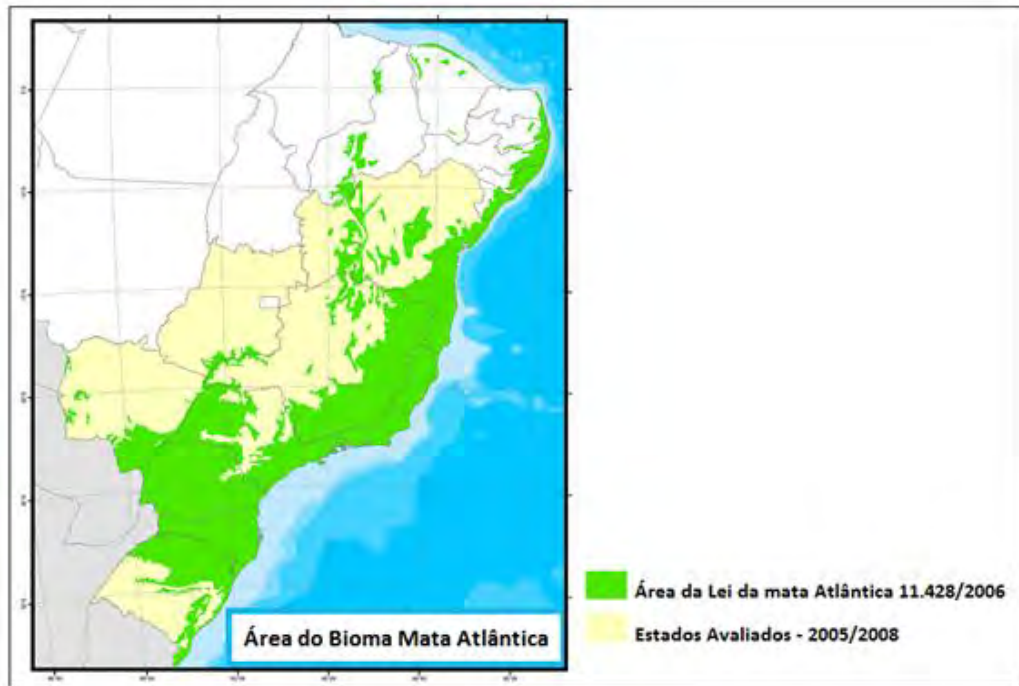 Área do Bioma Mata Atlântica
Área da Lei da mata Atlântica 11.428/2006
Estados Avaliados - 2005/2008